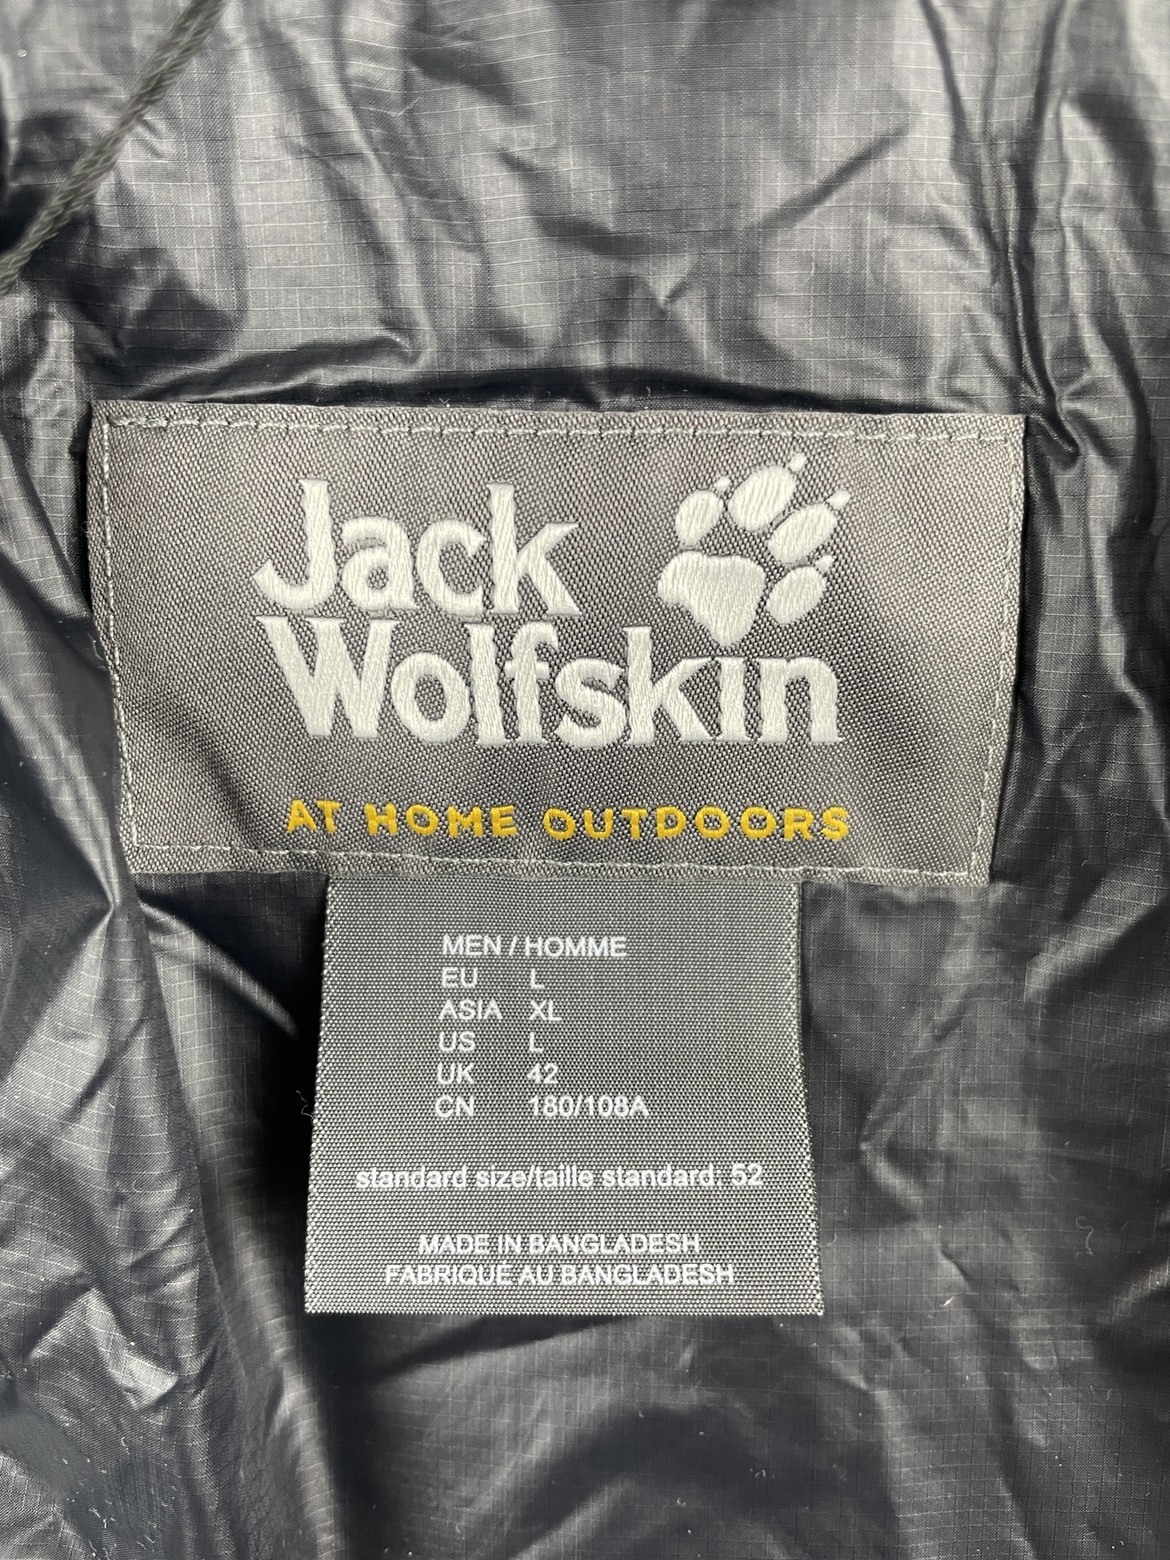 Jack
Wolfskin
AT HOME OUTDOORS
MEN / HOMME
EU L
ASIA XL
US L
UK 42
CN 180/108A
standard size/taille standard: 52
MADE IN BANGLADESH
FABRIQUÉ AU BANGLADESH